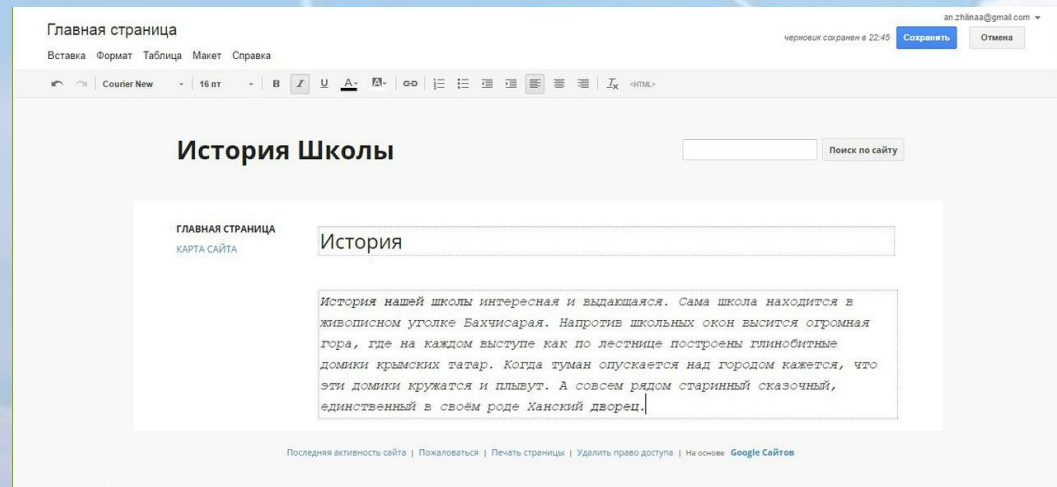 an.zhilinaa@gmail.com
Главная страница
черновик сохранен в 22:45 Сохранить Отмена
Вставка Формат Таблица Макет Справка
Courier New 16 пт B I U A A <HTML>
История Школы
Поиск по сайту
ГЛАВНАЯ СТРАНИЦА
КАРТА САЙТА
История
История нашей школы интересная и выдающаяся. Сама школа находится в
живописном уголке Бахчисарая. Напротив школьных окон высится огромная
гора, где на каждом выступе как по лестнице построены глинобитные
домики крымских татар. Когда туман опускается над городом кажется, что
эти домики кружатся и плывут. А совсем рядом старинный сказочный,
единственный в своём роде Ханский дворец.
Последняя активность сайта | Пожаловаться | Печать страницы | Удалить право доступа | На основе Google Сайтов